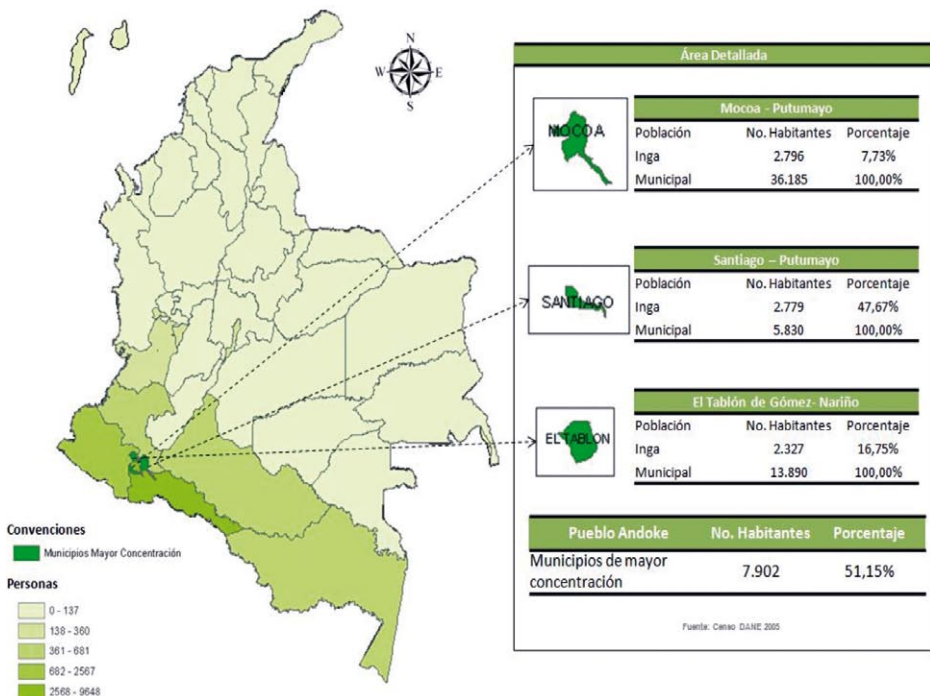 N
W E
S
Convenciones
Municipios Mayor Concentración
Personas
0 - 137
138 - 360
361 - 681
682 - 2567
2568 - 9648
Área Detallada
MOCOA
Mocoa - Putumayo
Población No. Habitantes Porcentaje
Inga 2.796 7,73%
Municipal 36.185 100,00%
SANTIAGO
Santiago – Putumayo
Población No. Habitantes Porcentaje
Inga 2.779 47,67%
Municipal 5.830 100,00%
EL TABLON
El Tablón de Gómez- Nariño
Población No. Habitantes Porcentaje
Inga 2.327 16,75%
Municipal 13.890 100,00%
Pueblo Andoke No. Habitantes Porcentaje
Municipios de mayor
concentración 7.902 51,15%
Fuente: Censo DANE 2005